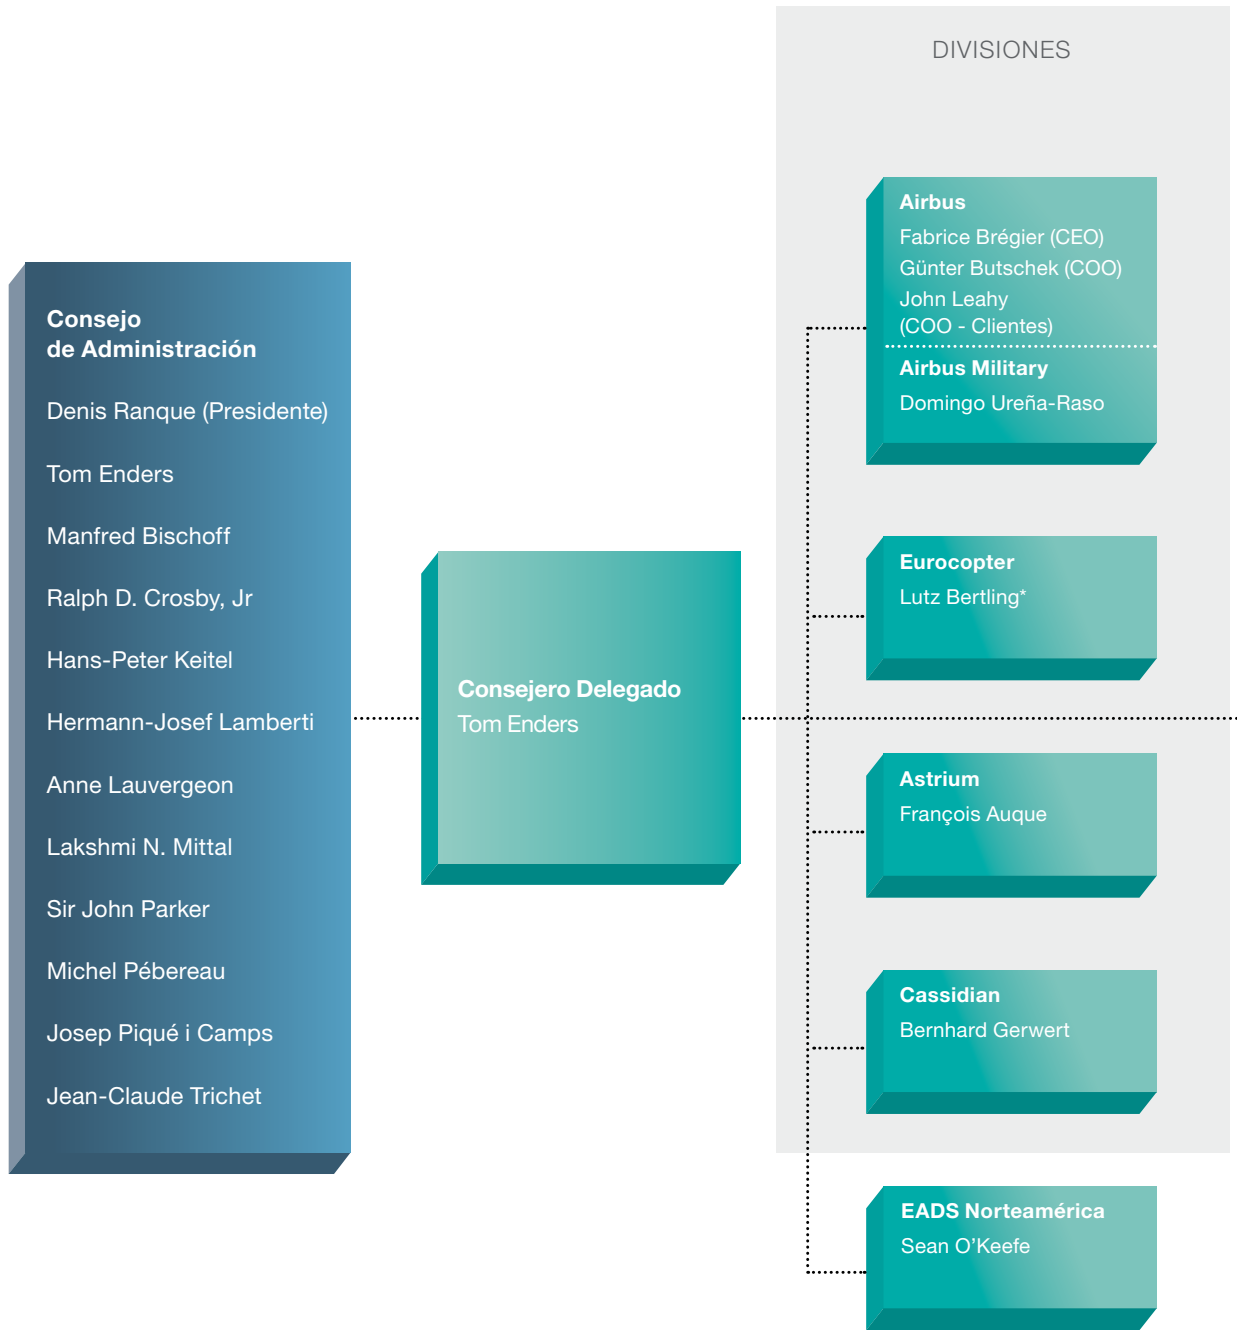 DIVISIONES
Consejo
de Administración
Denis Ranque (Presidente)
Tom Enders
Manfred Bischoff
Ralph D. Crosby, Jr
Hans-Peter Keitel
Hermann-Josef Lamberti
Anne Lauvergeon
Lakshmi N. Mittal
Sir John Parker
Michel Pébereau
Josep Piqué i Camps
Jean-Claude Trichet
Consejero Delegado
Tom Enders
Airbus
Fabrice Brégier (CEO)
Günter Butschek (COO)
John Leahy
(COO - Clientes)
Airbus Military
Domingo Ureña-Raso
Eurocopter
Lutz Bertling*
Astrium
François Auque
Cassidian
Bernhard Gerwert
EADS Norteamérica
Sean O’Keefe